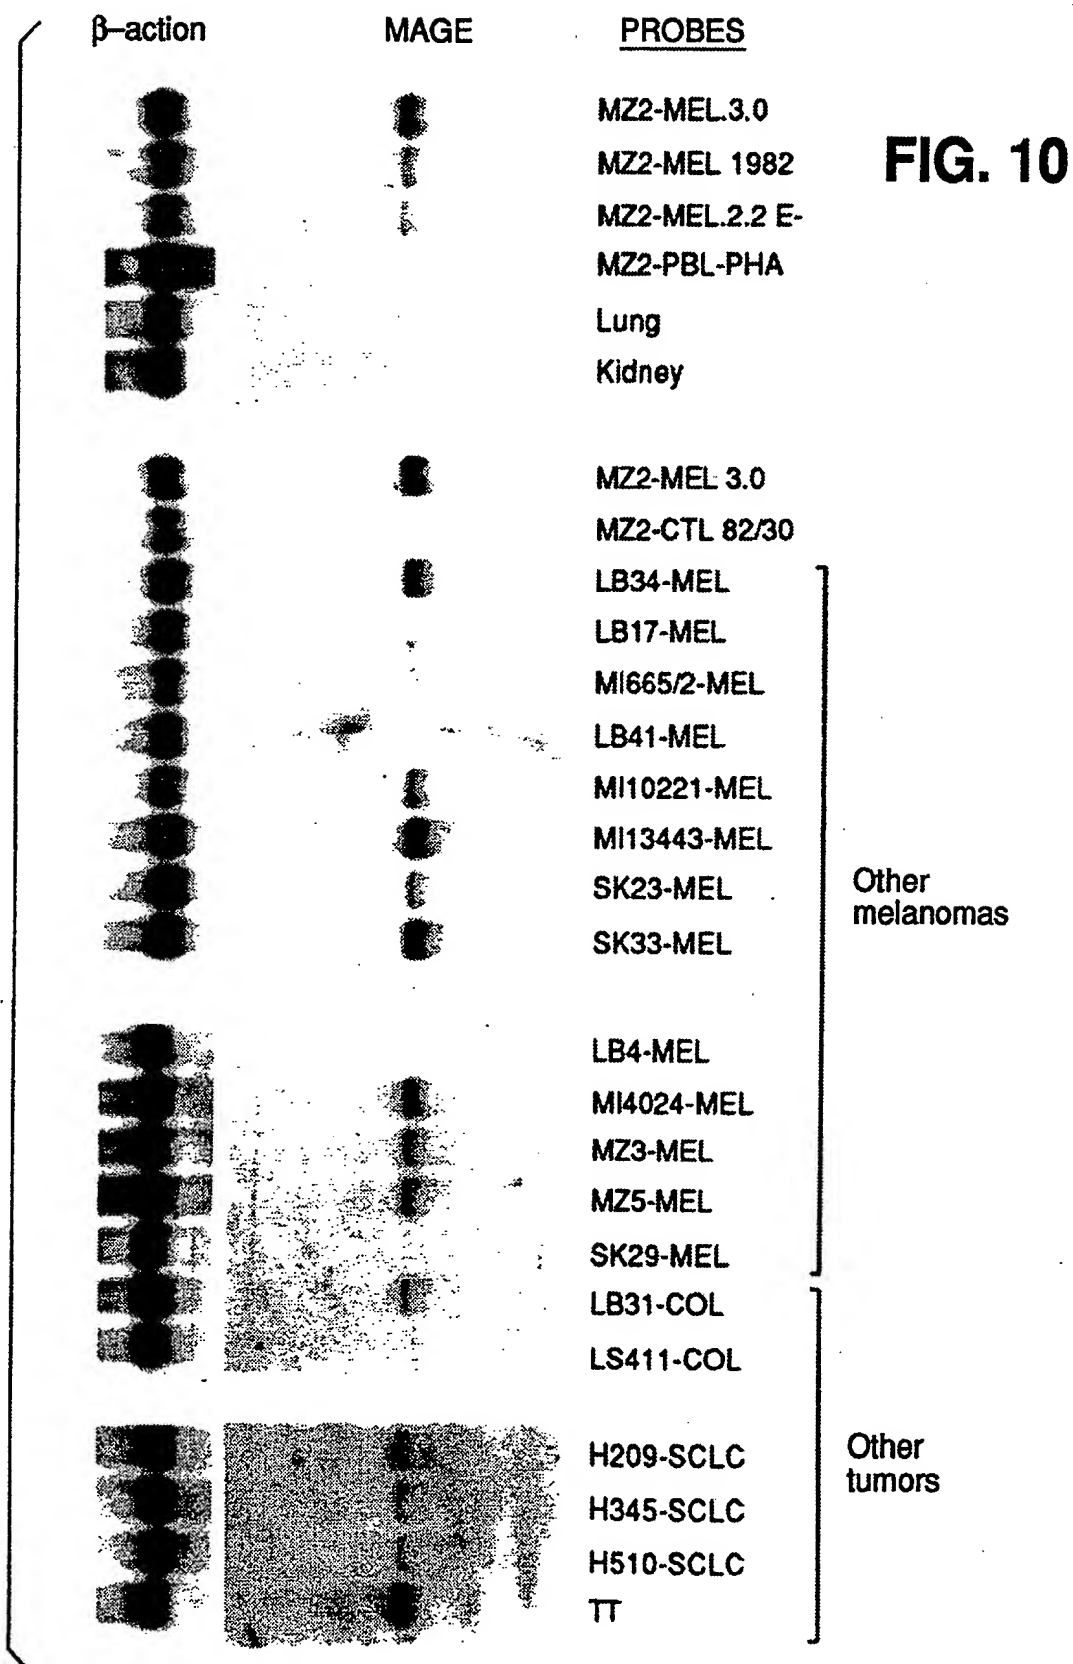 β–action MAGE PROBES
MZ2-MEL.3.0
FIG. 10
MZ2-MEL 1982
MZ2-MEL.2.2 E-
MZ2-PBL-PHA
Lung
Kidney
MZ2-MEL 3.0
MZ2-CTL 82/30
LB34-MEL
LB17-MEL
MI665/2-MEL
LB41-MEL
MI10221-MEL
MI13443-MEL
SK23-MEL
SK33-MEL
Other
melanomas
LB4-MEL
MI4024-MEL
MZ3-MEL
MZ5-MEL
SK29-MEL
LB31-COL
LS411-COL
H209-SCLC
H345-SCLC
H510-SCLC
TT
Other
tumors